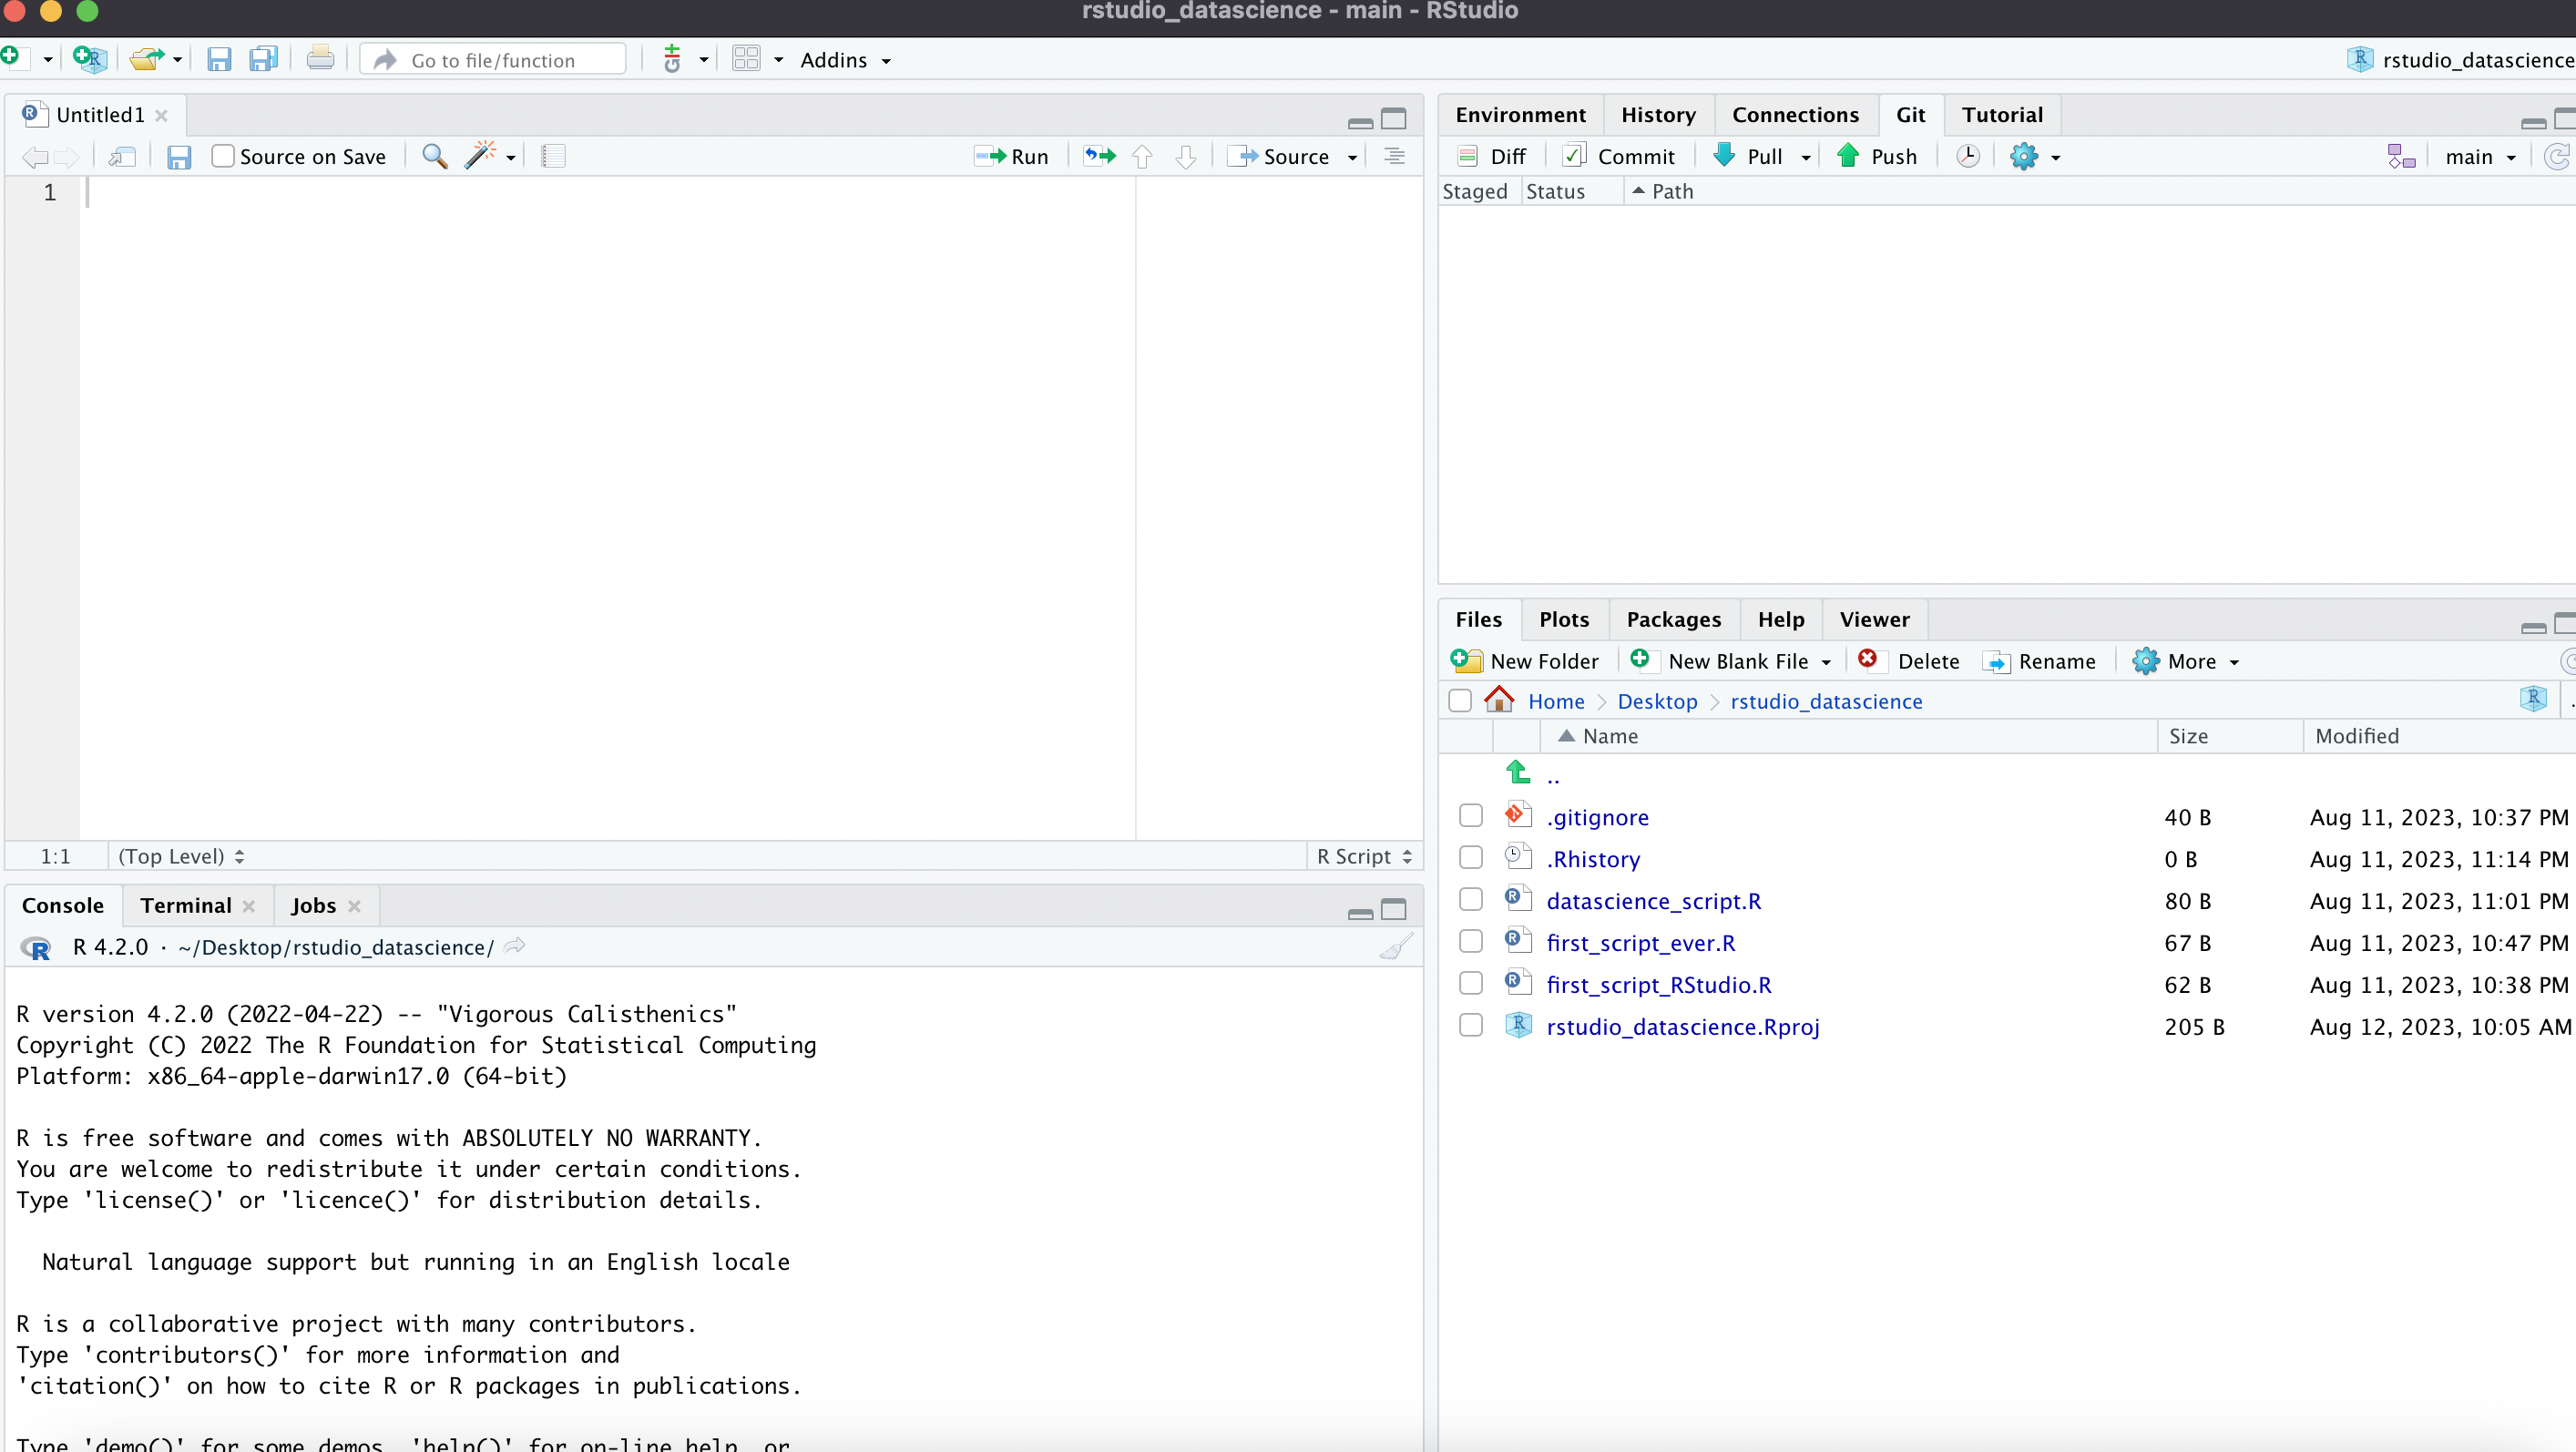 rstudio_datascience - main - RStudio
Go to file/function
Addins
rstudio_datascience
Untitled1
Source on Save
Run
Source
1
1:1
(Top Level)
R Script
Console
Terminal
Jobs
R 4.2.0 · ~/Desktop/rstudio_datascience/
R version 4.2.0 (2022-04-22) -- "Vigorous Calisthenics"
Copyright (C) 2022 The R Foundation for Statistical Computing
Platform: x86_64-apple-darwin17.0 (64-bit)
R is free software and comes with ABSOLUTELY NO WARRANTY.
You are welcome to redistribute it under certain conditions.
Type 'license()' or 'licence()' for distribution details.
Natural language support but running in an English locale
R is a collaborative project with many contributors.
Type 'contributors()' for more information and
'citation()' on how to cite R or R packages in publications.
Type 'demo()' for some demos, 'help()' for on-line help, or
Environment History Connections Git Tutorial
Diff Commit Pull Push main
Staged Status Path
Files Plots Packages Help Viewer
New Folder New Blank File Delete Rename More
Home Desktop rstudio_datascience
Name Size Modified
..
.gitignore 40 B Aug 11, 2023, 10:37 PM
.Rhistory 0 B Aug 11, 2023, 11:14 PM
datascience_script.R 80 B Aug 11, 2023, 11:01 PM
first_script_ever.R 67 B Aug 11, 2023, 10:47 PM
first_script_RStudio.R 62 B Aug 11, 2023, 10:38 PM
rstudio_datascience.Rproj 205 B Aug 12, 2023, 10:05 AM